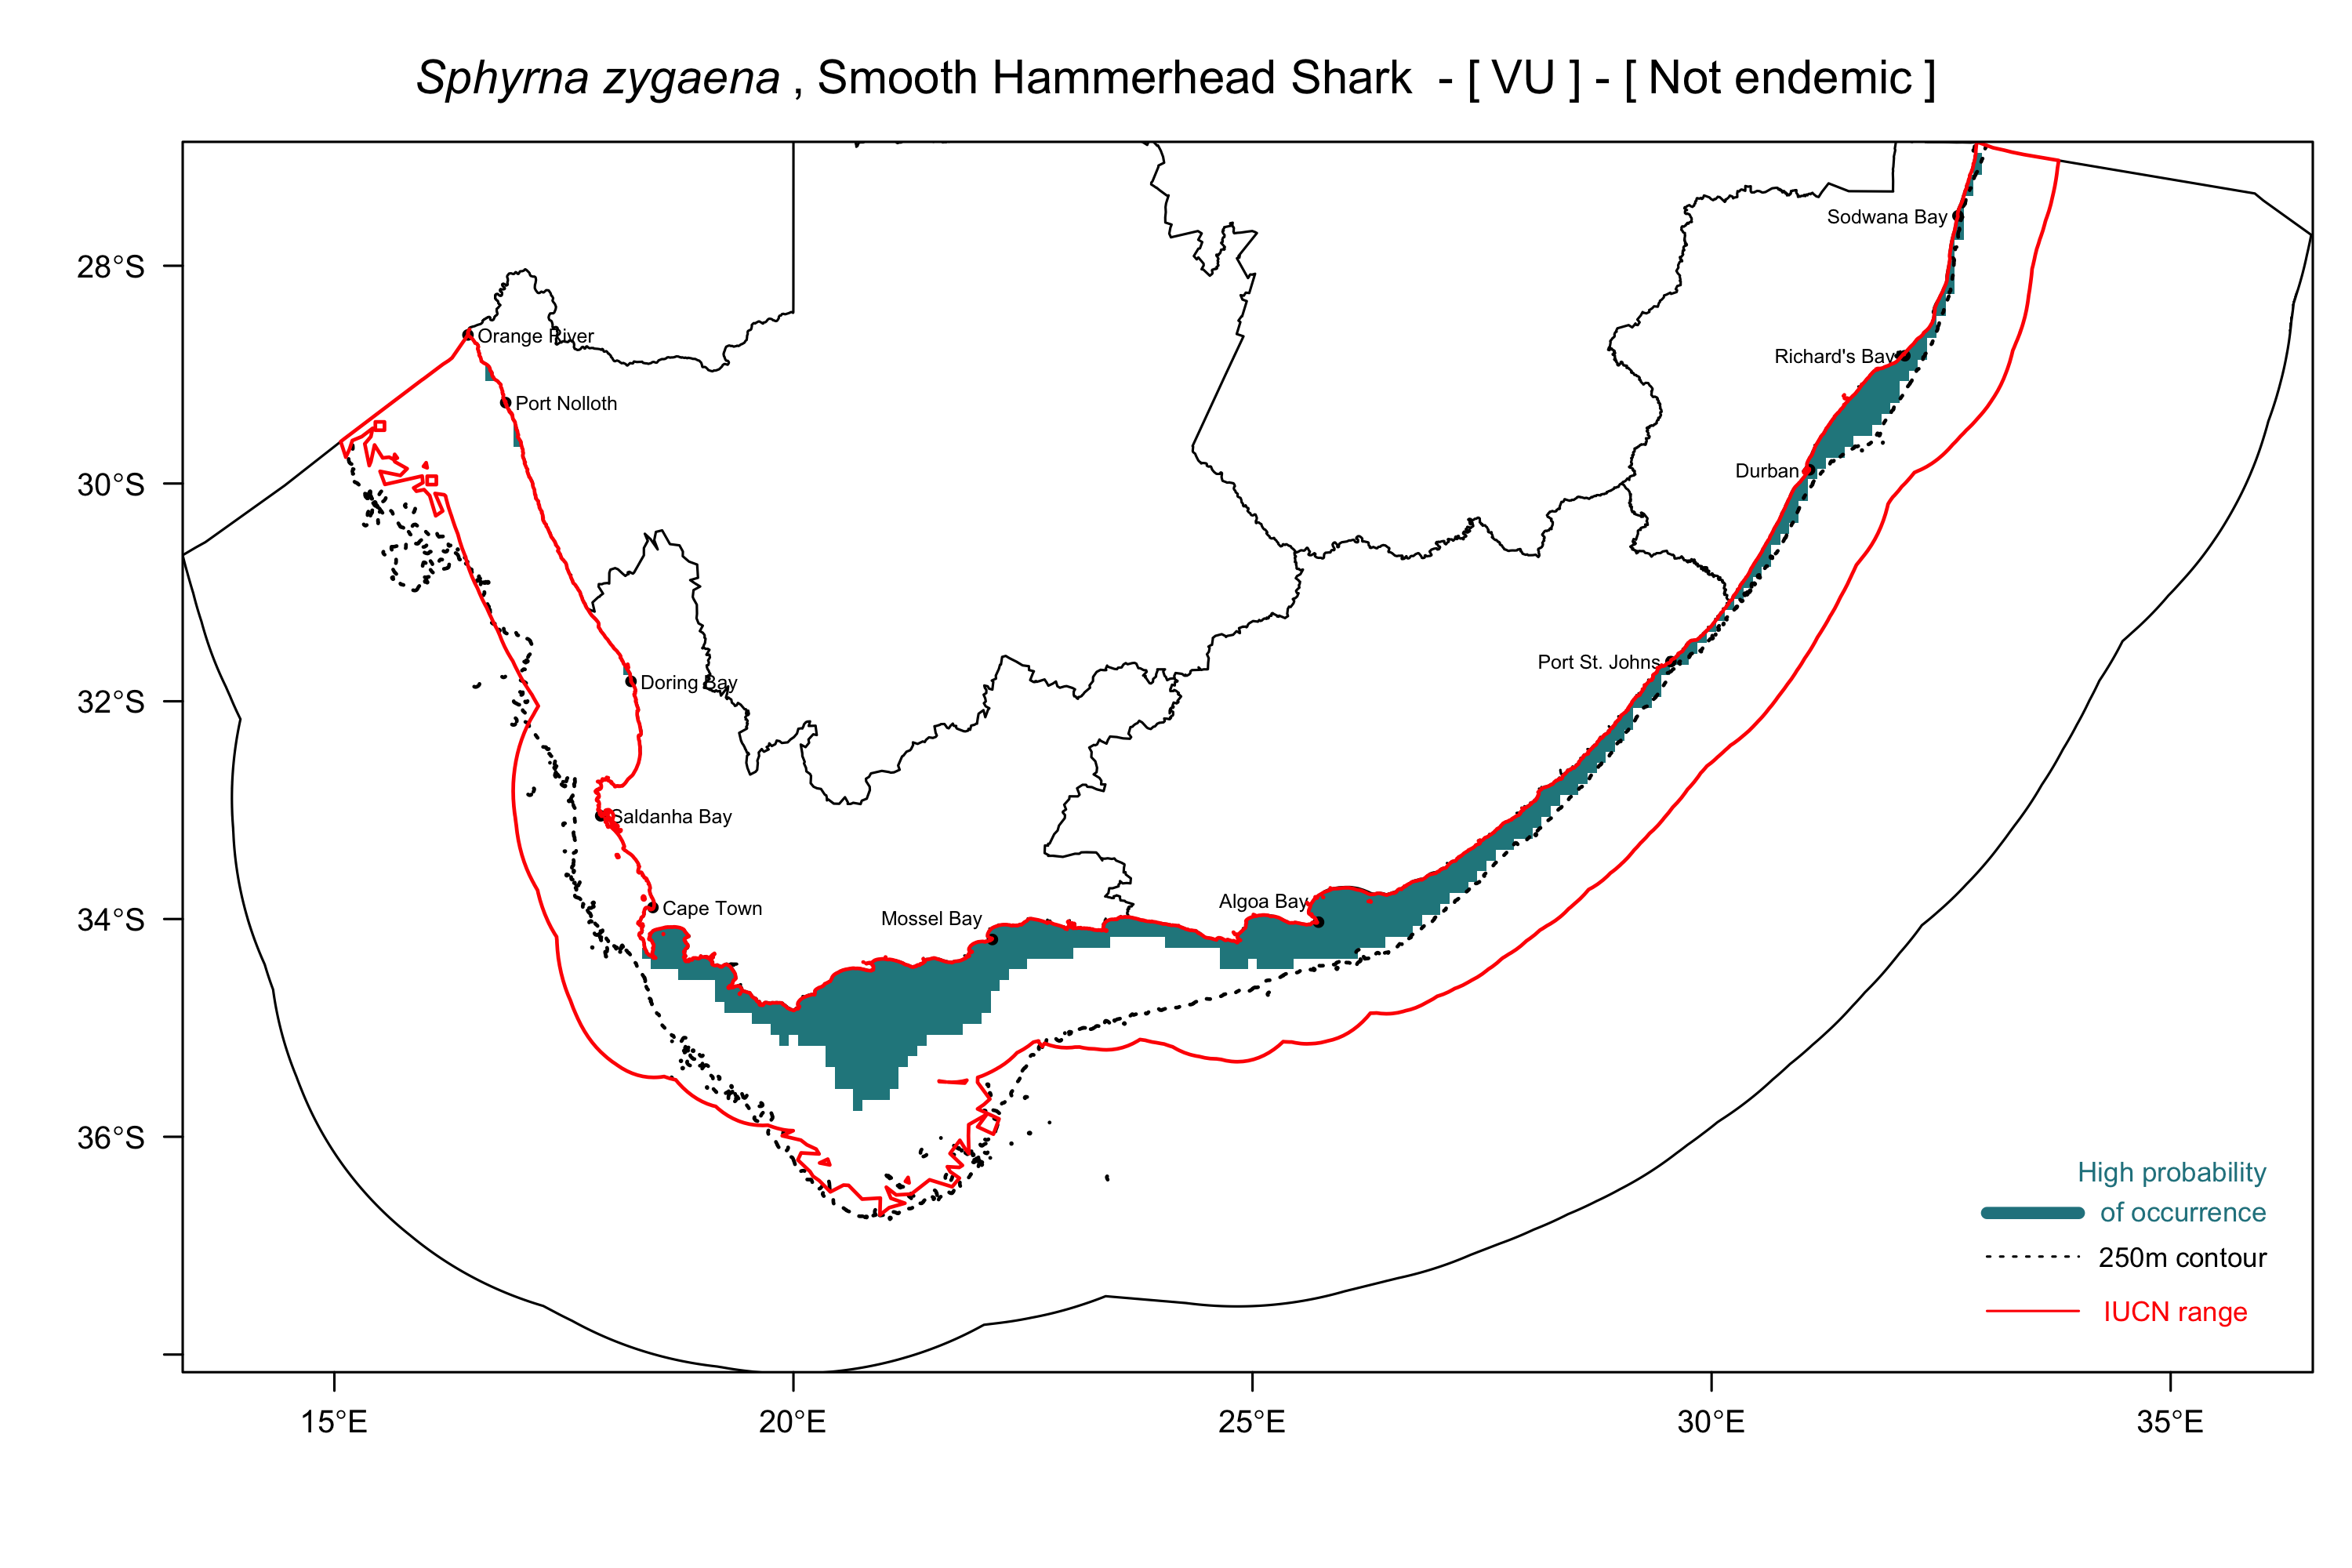 Sphyrna zygaena , Smooth Hammerhead Shark - [ VU ] - [ Not endemic ]
Sodwana Bay
28°S
Orange River
Richard's Bay
Port Nolloth
Durban
30°S
Port St. Johns
Doring Bay
32°S
Saldanha Bay
Algoa Bay
Cape Town
Mossel Bay
34°S
36°S
High probability
of occurrence
250m contour
IUCN range
15°E 20°E 25°E 30°E 35°E